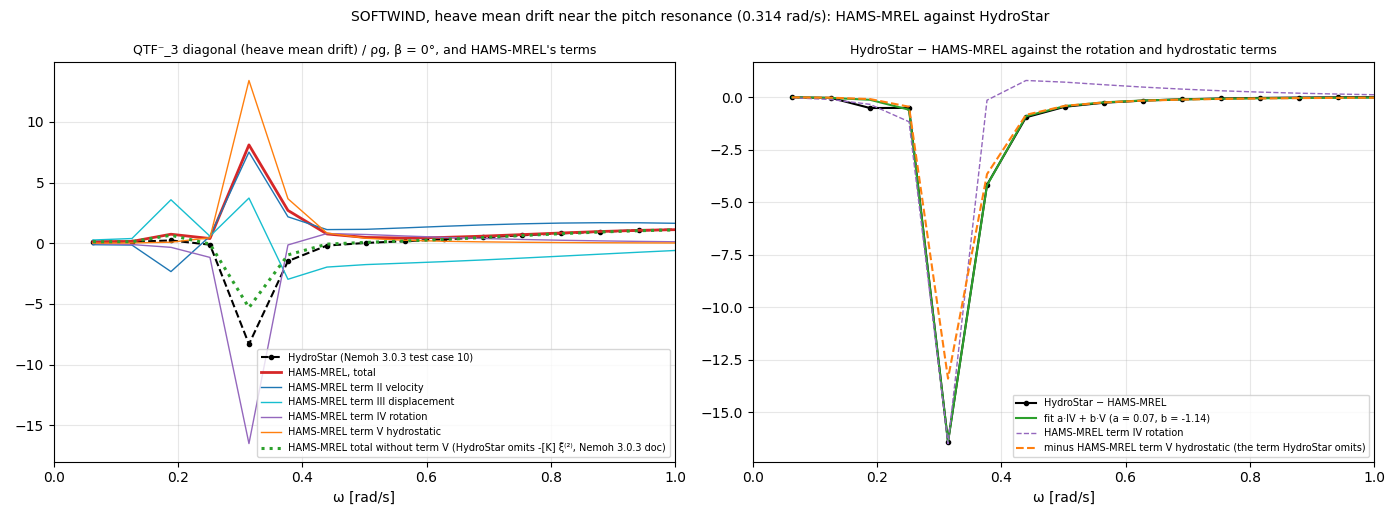 SOFTWIND, heave mean drift near the pitch resonance (0.314 rad/s): HAMS-MREL against HydroStar
QTF⁻_3 diagonal (heave mean drift) / ρg, β = 0°, and HAMS-MREL's terms
10
5
0
−5
−10
−15
0.0
0.2
0.4
0.6
0.8
1.0
ω [rad/s]
HydroStar (Nemoh 3.0.3 test case 10)
HAMS-MREL, total
HAMS-MREL term II velocity
HAMS-MREL term III displacement
HAMS-MREL term IV rotation
HAMS-MREL term V hydrostatic
HAMS-MREL total without term V (HydroStar omits -[K] ξ̃⁽²⁾, Nemoh 3.0.3 doc)
HydroStar − HAMS-MREL against the rotation and hydrostatic terms
0.0
−2.5
−5.0
−7.5
−10.0
−12.5
−15.0
0.0
0.2
0.4
0.6
0.8
1.0
ω [rad/s]
HydroStar − HAMS-MREL
fit a·IV + b·V (a = 0.07, b = -1.14)
HAMS-MREL term IV rotation
minus HAMS-MREL term V hydrostatic (the term HydroStar omits)